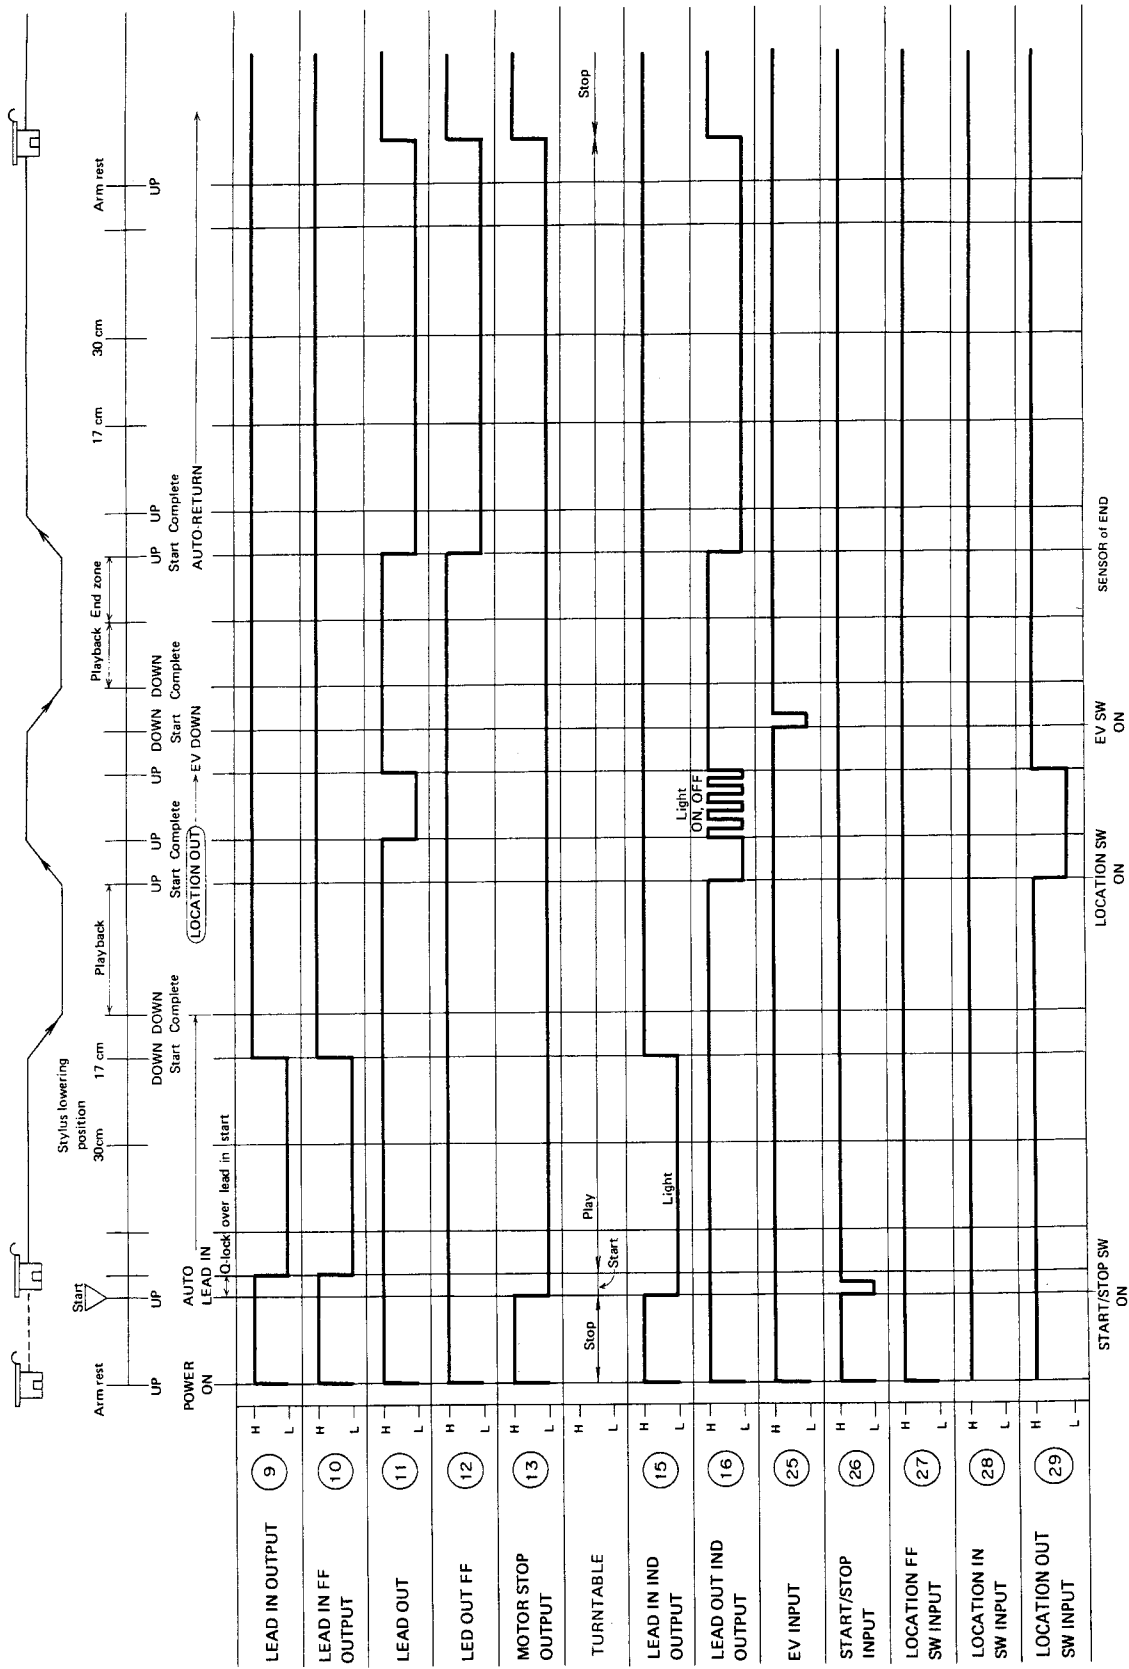 Arm rest
Start
Stylus lowering
position
30cm
17 cm
Playback
Playback
End zone
17 cm
30 cm
Arm rest
UP
UP
DOWN DOWN
UP
UP
UP
DOWN DOWN
UP
UP
UP
POWER
ON
AUTO
LEAD IN
Start Complete
Start Complete
Start Complete
Start Complete
LOCATION OUT
EV DOWN
AUTO-RETURN
Q-lock over lead in start
LEAD IN OUTPUT
9
H
L
LEAD IN FF
OUTPUT
10
H
L
LEAD OUT
11
H
L
LED OUT FF
12
H
L
MOTOR STOP
OUTPUT
13
H
L
TURNTABLE
H
L
Stop
Start
Play
Stop
LEAD IN IND
OUTPUT
15
H
L
Light
LEAD OUT IND
OUTPUT
16
H
L
Light
ON, OFF
EV INPUT
25
H
L
START/STOP
INPUT
26
H
L
LOCATION FF
SW INPUT
27
H
L
LOCATION IN
SW INPUT
28
H
L
LOCATION OUT
SW INPUT
29
H
L
START/STOP SW
ON
LOCATION SW
ON
EV SW
ON
SENSOR of END